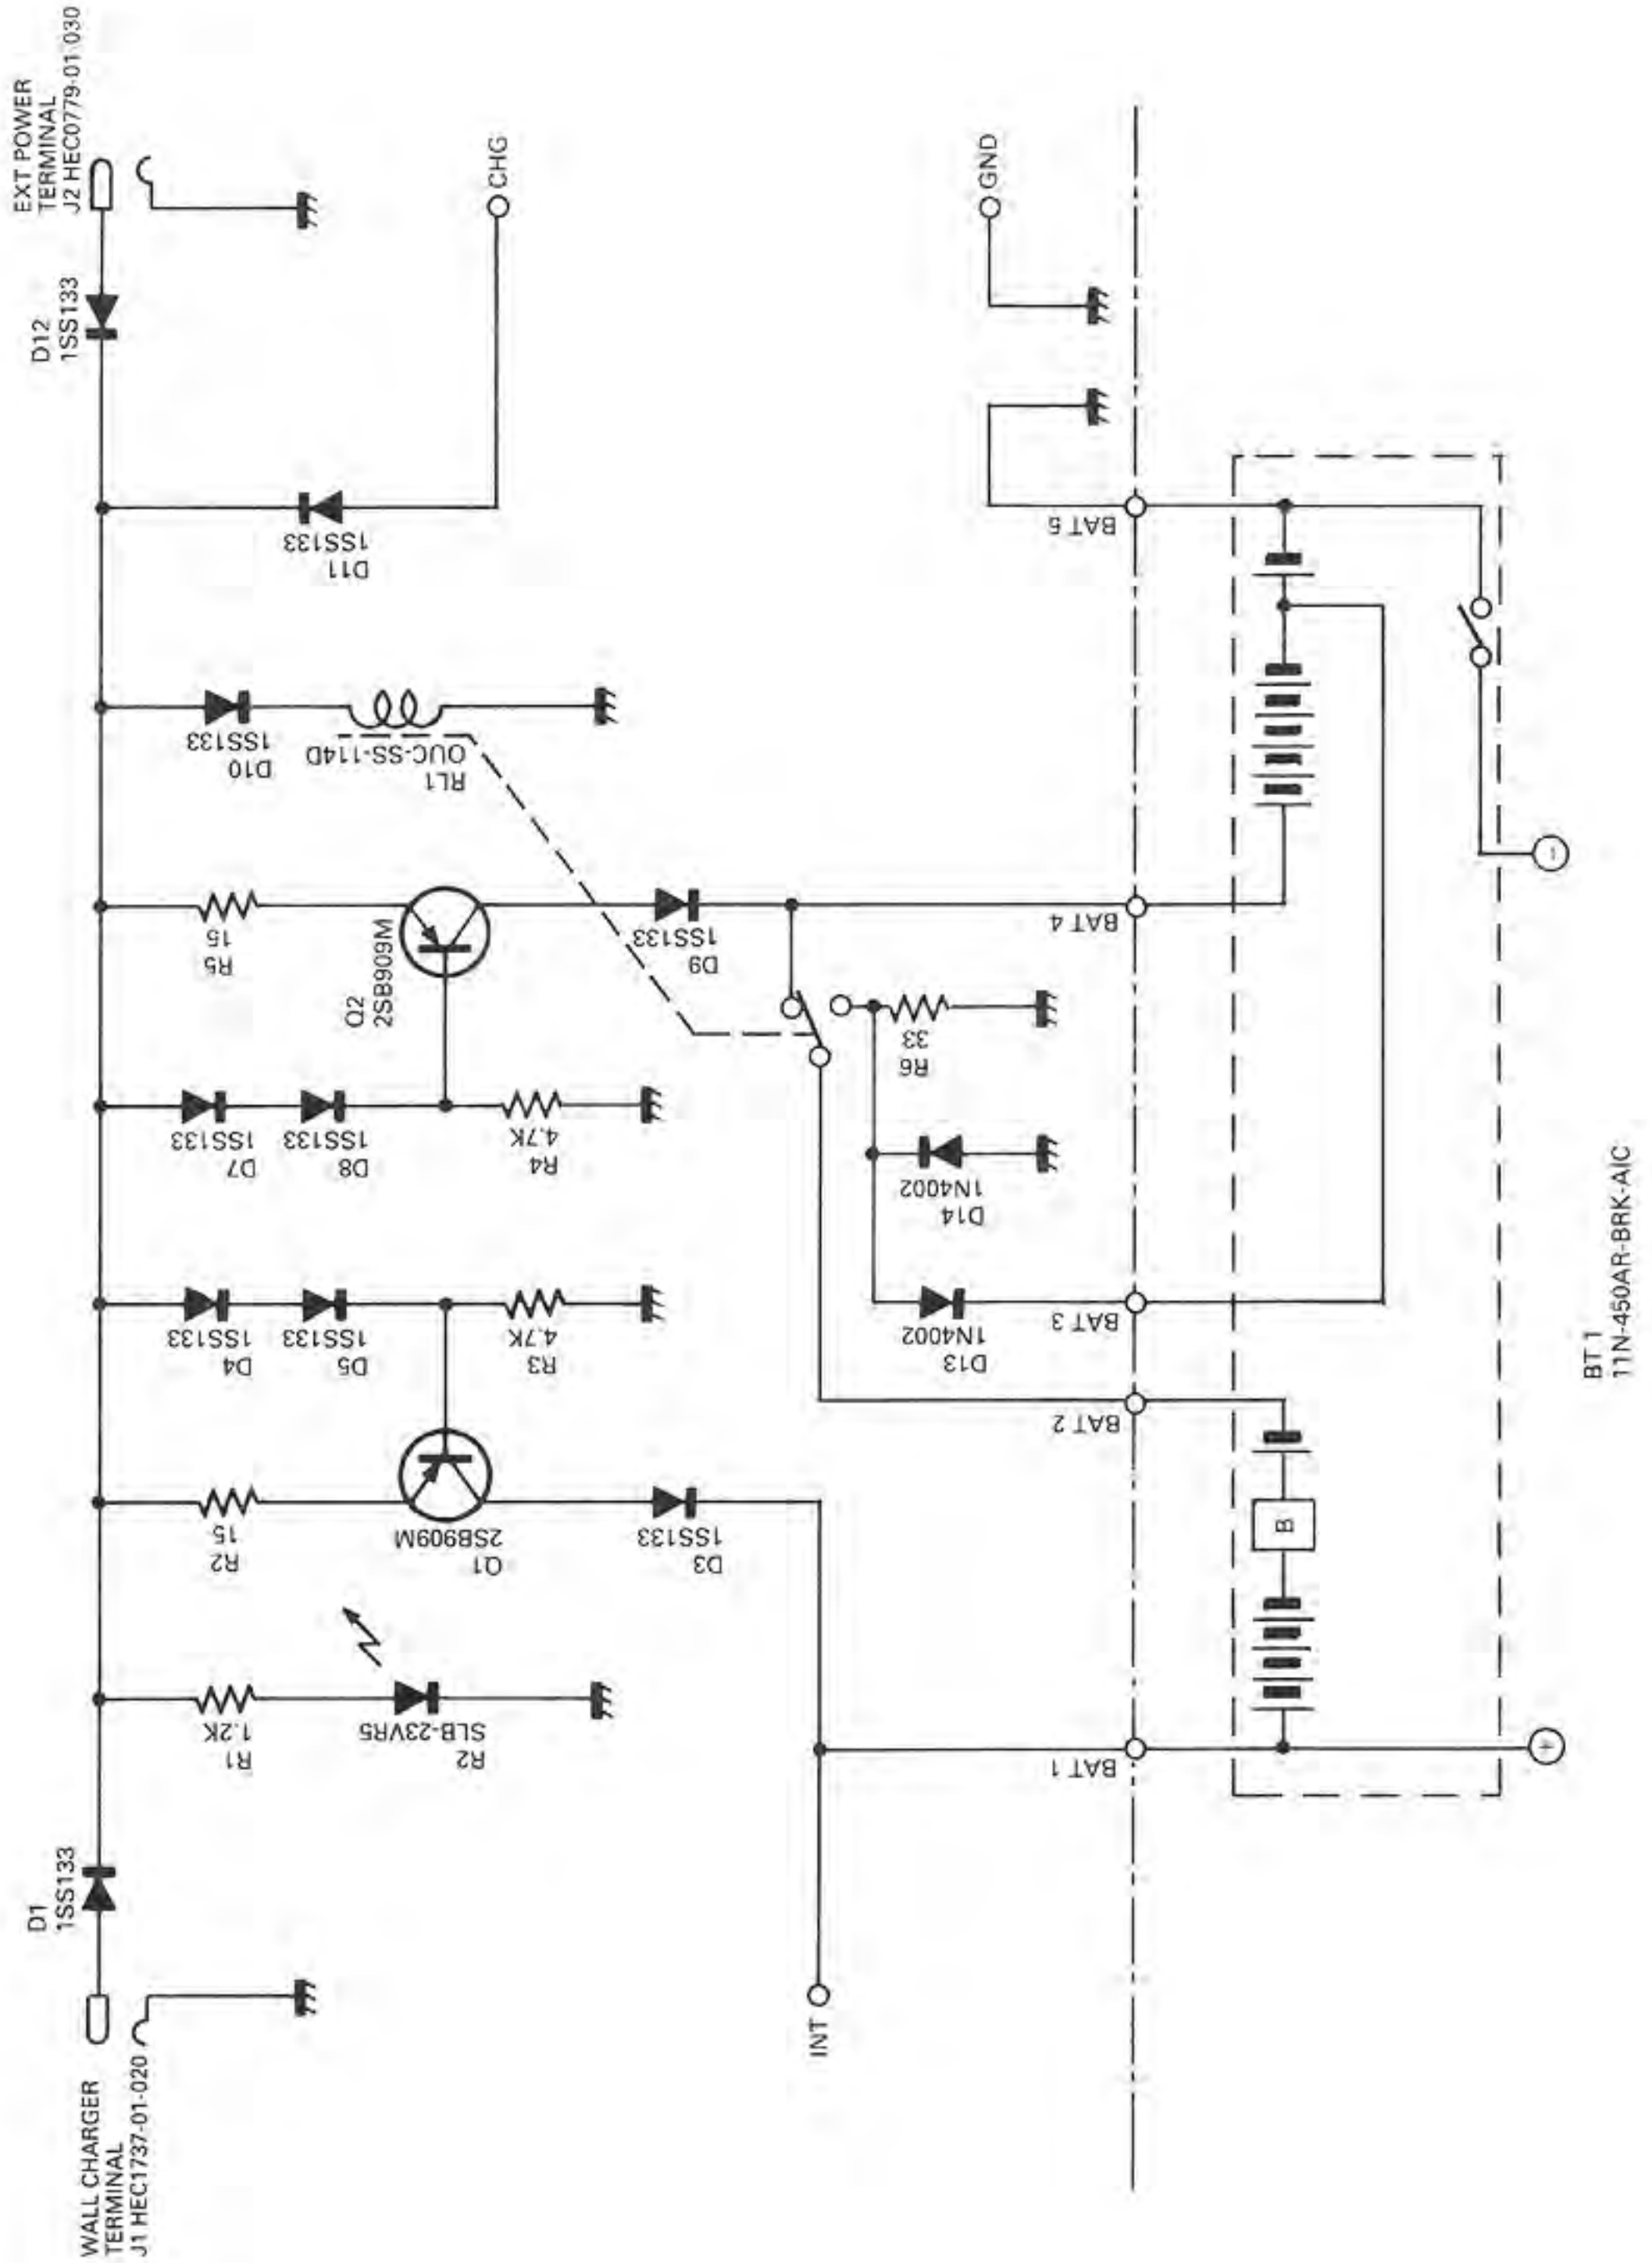 EXT POWER
TERMINAL
J2 HEC0779-01-030
D12
1SS133
CHG
GND
1SS133
D11
1SS133
D10
OUC-SS-114D
RL1
15
R5
Q2
2SB909M
1SS133
D9
BAT 5
BAT 4
33
R6
1SS133
D7
1SS133
D8
4.7K
R4
1N4002
D14
1SS133
D4
1SS133
D5
4.7K
R3
1N4002
D13
BAT 3
BAT 2
15
R2
2SB909M
Q1
1SS133
D3
B
1.2K
R1
SLB-23VR5
R2
BAT 1
D1
1SS133
INT
WALL CHARGER
TERMINAL
J1 HEC1737-01-020
-
+
BT 1
11N-450AR-BRK-AIC